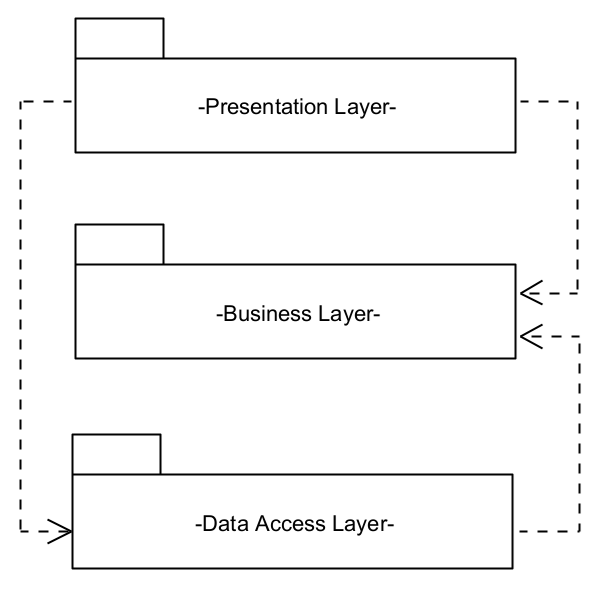 -Presentation Layer-
-Business Layer-
-Data Access Layer-